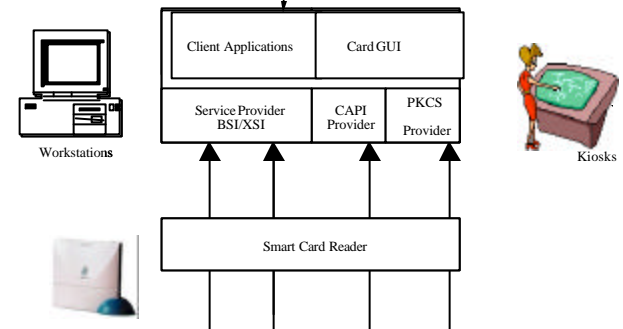 Client Applications
Card GUI
Service Provider
BSI/XSI
CAPI
Provider
PKCS
Provider
Workstations
Kiosks
Smart Card Reader